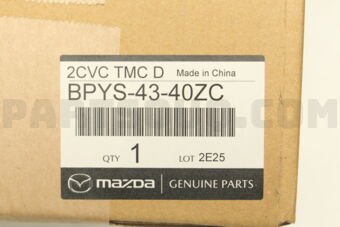 2CVC TMC D Made in China
BPYS-43-40ZC
QTY 1 LOT 2E25
mazda GENUINE PARTS